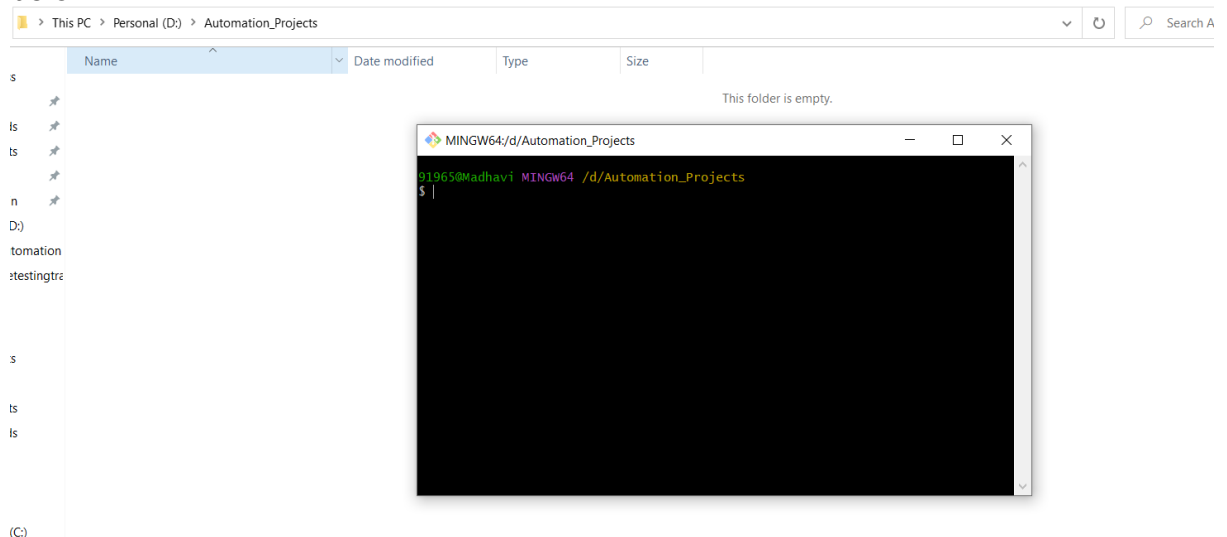 This PC > Personal (D:) > Automation_Projects
Search A
Name
Date modified
Type
Size
This folder is empty.
s
ls
ts
n
D:)
tomation
etestingtra
s
ts
ls
(C:)
MINGW64:/d/Automation_Projects
91965@Madhavi MINGW64 /d/Automation_Projects
$